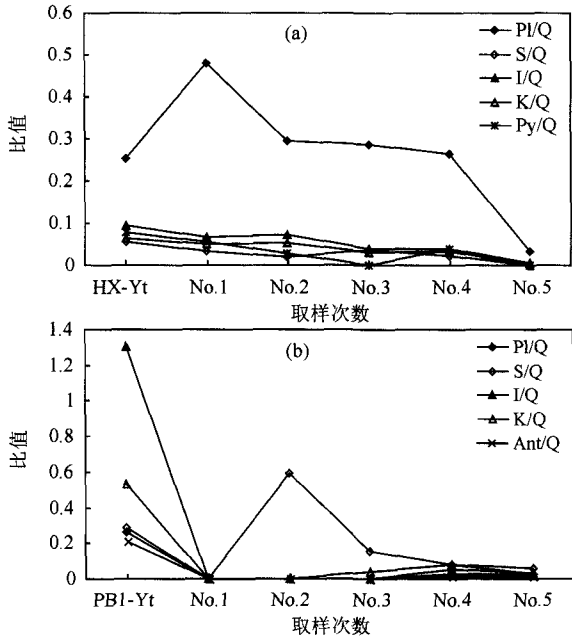 0.6
0.5
0.4
0.3
0.2
0.1
0
比值
(a)
Pl/Q
S/Q
I/Q
K/Q
Py/Q
HX-Yt No.1 No.2 No.3 No.4 No.5
取样次数
1.4
1.2
1
0.8
0.6
0.4
0.2
0
比值
(b)
Pl/Q
S/Q
I/Q
K/Q
Ant/Q
PB1-Yt No.1 No.2 No.3 No.4 No.5
取样次数